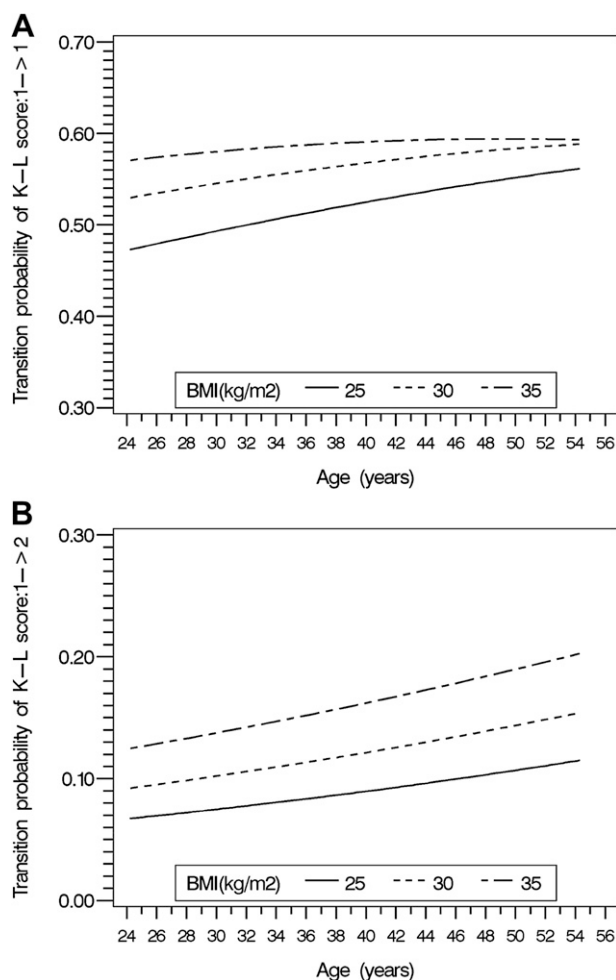 A
Transition probability of K–L score:1–>1
0.70
0.60
0.50
0.40
0.30
BMI(kg/m2) 25 30 35
24 26 28 30 32 34 36 38 40 42 44 46 48 50 52 54 56
Age (years)
B
Transition probability of K–L score:1–>2
0.30
0.20
0.10
0.00
BMI(kg/m2) 25 30 35
24 26 28 30 32 34 36 38 40 42 44 46 48 50 52 54 56
Age (years)